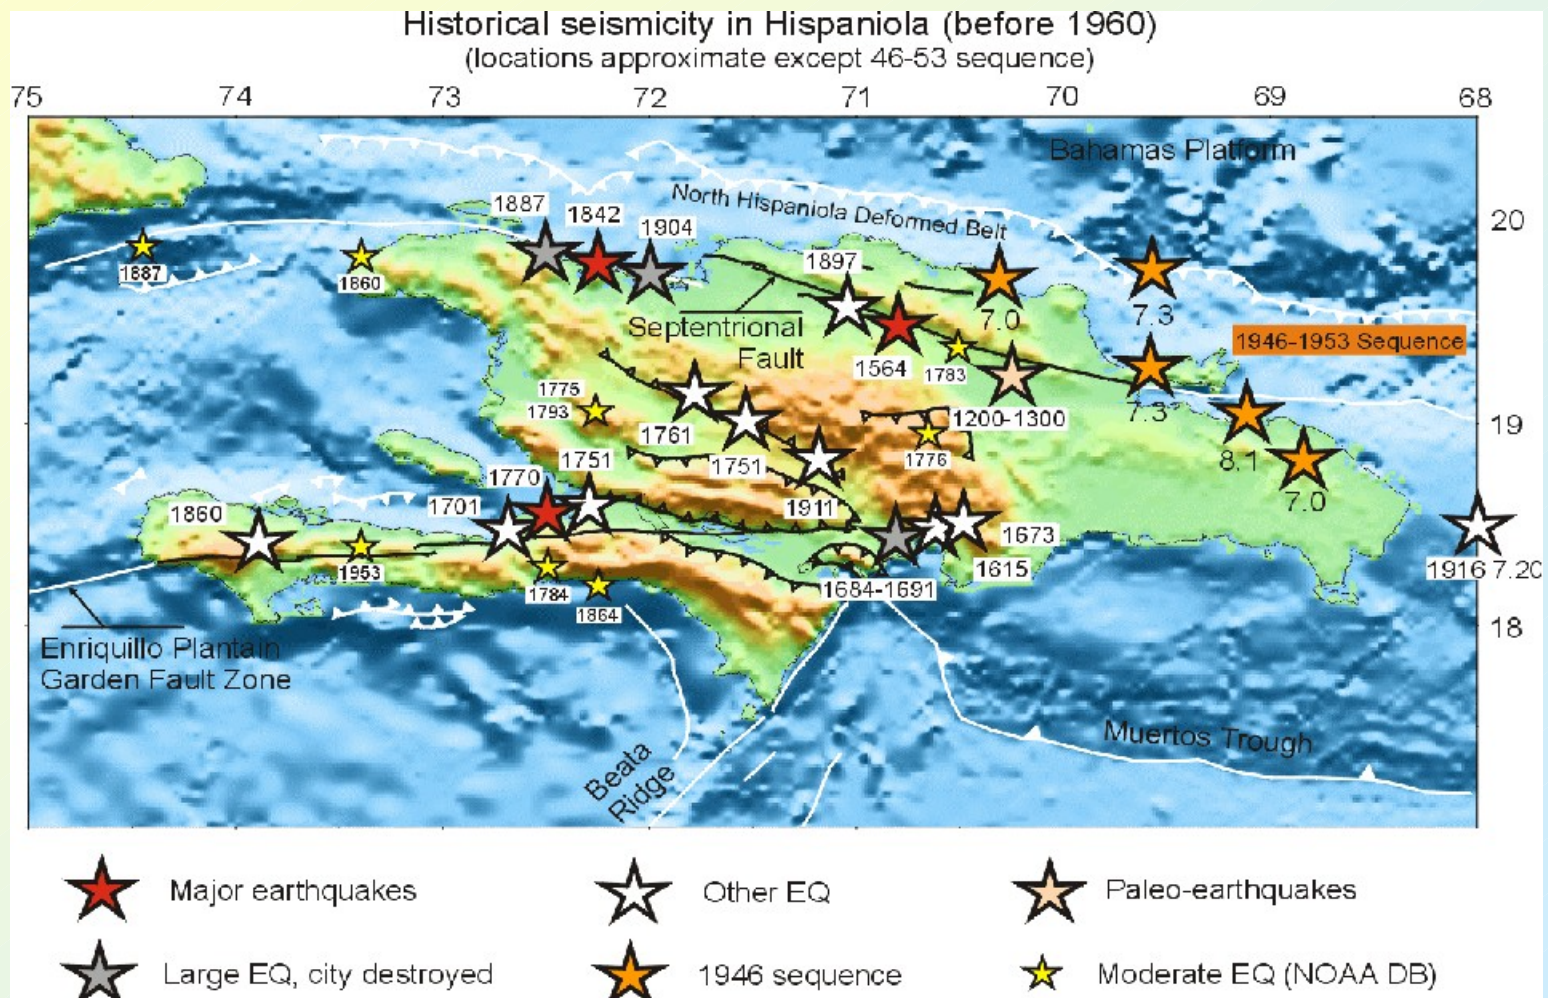 Historical seismicity in Hispaniola (before 1960)
(locations approximate except 46-53 sequence)
75 74 73 72 71 70 69 68
Bahamas Platform
North Hispaniola Deformed Belt
1887 1842
1904
20
1887
1860
1897
7.0 7.3
Septentrional
Fault
1946-1953 Sequence
1564 1783
1775
1793
7.3
1200-1300
19
1761
1751
1751
1776
8.1
1770
7.0
1701
1860
1911
1673
1953
1615
1916 7.20
1784
1684-1691
1864
18
Enriquillo Plantain
Garden Fault Zone
Muertos Trough
Beata
Ridge
Major earthquakes Other EQ Paleo-earthquakes
Large EQ, city destroyed 1946 sequence Moderate EQ (NOAA DB)